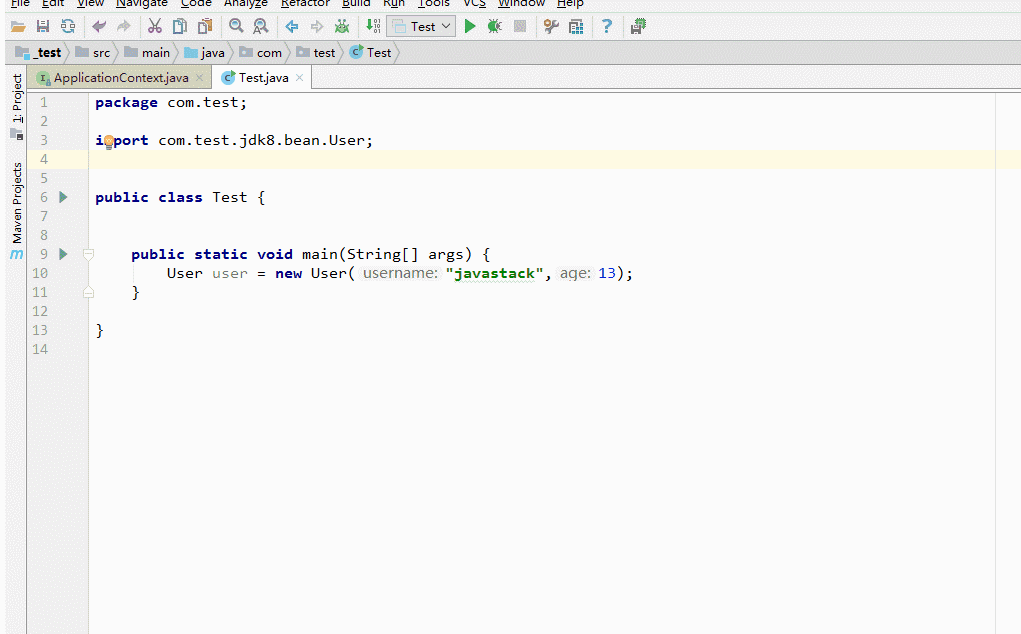 File Edit View Navigate Code Analyze Refactor Build Run Tools VCS Window Help
Test
_test src main java com test Test
ApplicationContext.java Test.java
1: Project
Maven Projects
1 package com.test;
2
3 import com.test.jdk8.bean.User;
4
5
6 public class Test {
7
8
9 public static void main(String[] args) {
10 User user = new User( username: "javastack", age: 13);
11 }
12
13 }
14